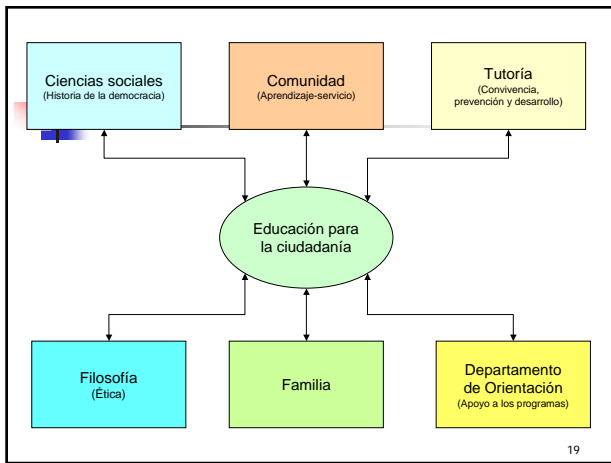 Ciencias sociales
(Historia de la democracia)
Comunidad
(Aprendizaje-servicio)
Tutoría
(Convivencia,
prevención y desarrollo)
Educación para
la ciudadanía
Filosofía
(Ética)
Familia
Departamento
de Orientación
(Apoyo a los programas)
19